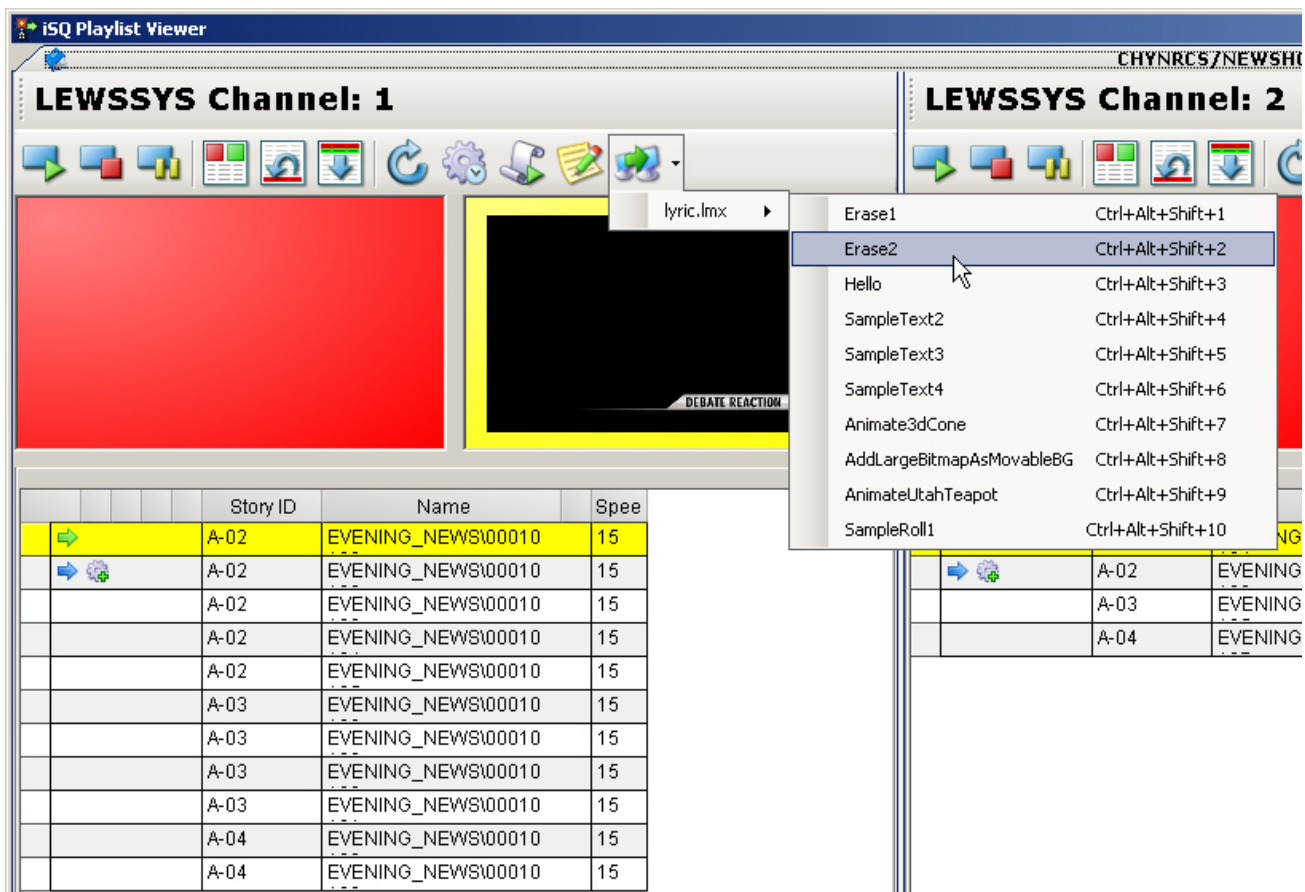 iSQ Playlist Viewer
CHYNRCS/NEWSHO
LEWSSYS Channel: 1
LEWSSYS Channel: 2
lyric.lmx
Erase1 Ctrl+Alt+Shift+1
Erase2 Ctrl+Alt+Shift+2
Hello Ctrl+Alt+Shift+3
SampleText2 Ctrl+Alt+Shift+4
SampleText3 Ctrl+Alt+Shift+5
SampleText4 Ctrl+Alt+Shift+6
Animate3dCone Ctrl+Alt+Shift+7
AddLargeBitmapAsMovableBG Ctrl+Alt+Shift+8
AnimateUtahTeapot Ctrl+Alt+Shift+9
SampleRoll1 Ctrl+Alt+Shift+10
DEBATE REACTION
Story ID Name Spee
A-02 EVENING_NEWS\00010 15
A-02 EVENING_NEWS\00010 15
A-02 EVENING_NEWS\00010 15
A-02 EVENING_NEWS\00010 15
A-02 EVENING_NEWS\00010 15
A-03 EVENING_NEWS\00010 15
A-03 EVENING_NEWS\00010 15
A-03 EVENING_NEWS\00010 15
A-03 EVENING_NEWS\00010 15
A-04 EVENING_NEWS\00010 15
A-04 EVENING_NEWS\00010 15
NG
A-02 EVENING
A-03 EVENING
A-04 EVENING